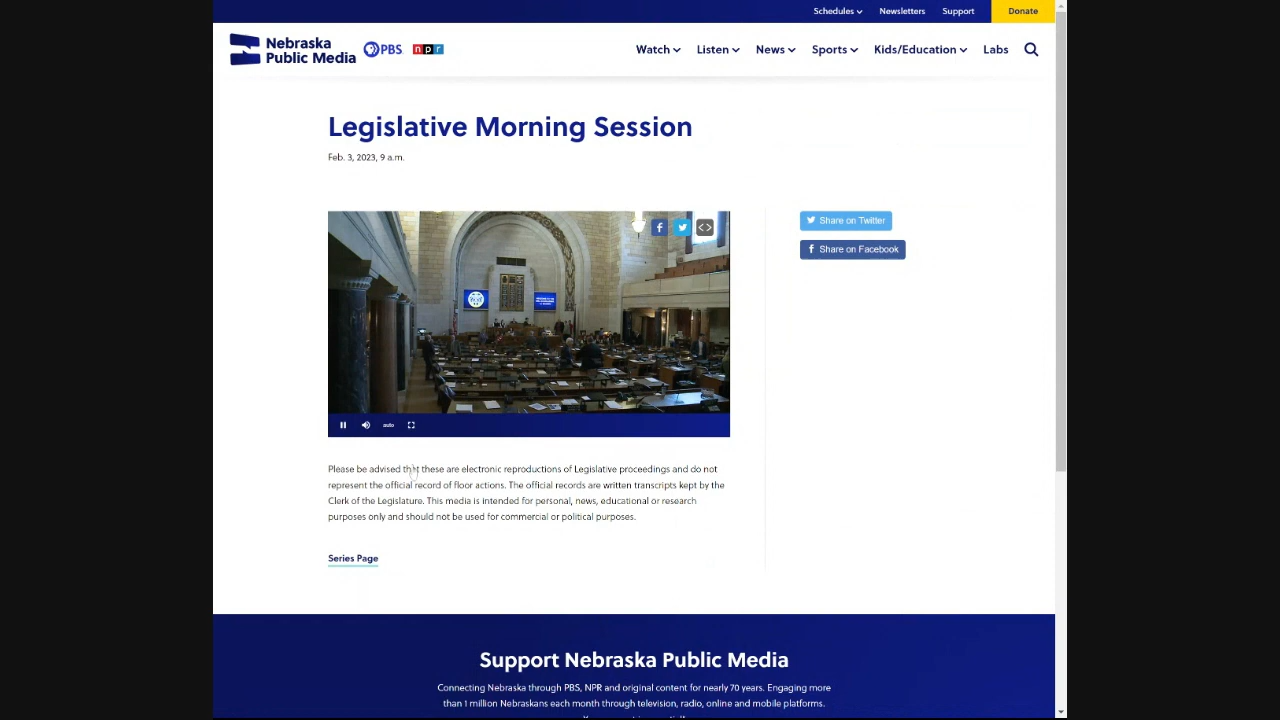 Schedules Newsletters Support Donate
Nebraska
Public Media PBS npr
Watch Listen News Sports Kids/Education Labs
Legislative Morning Session
Feb. 3, 2023, 9 a.m.
Share on Twitter
Share on Facebook
auto
Please be advised that these are electronic reproductions of Legislative proceedings and do not
represent the official record of floor actions. The official records are written transcripts kept by the
Clerk of the Legislature. This media is intended for personal, news, educational or research
purposes only and should not be used for commercial or political purposes.
Series Page
Support Nebraska Public Media
Connecting Nebraska through PBS, NPR and original content for nearly 70 years. Engaging more
than 1 million Nebraskans each month through television, radio, online and mobile platforms.